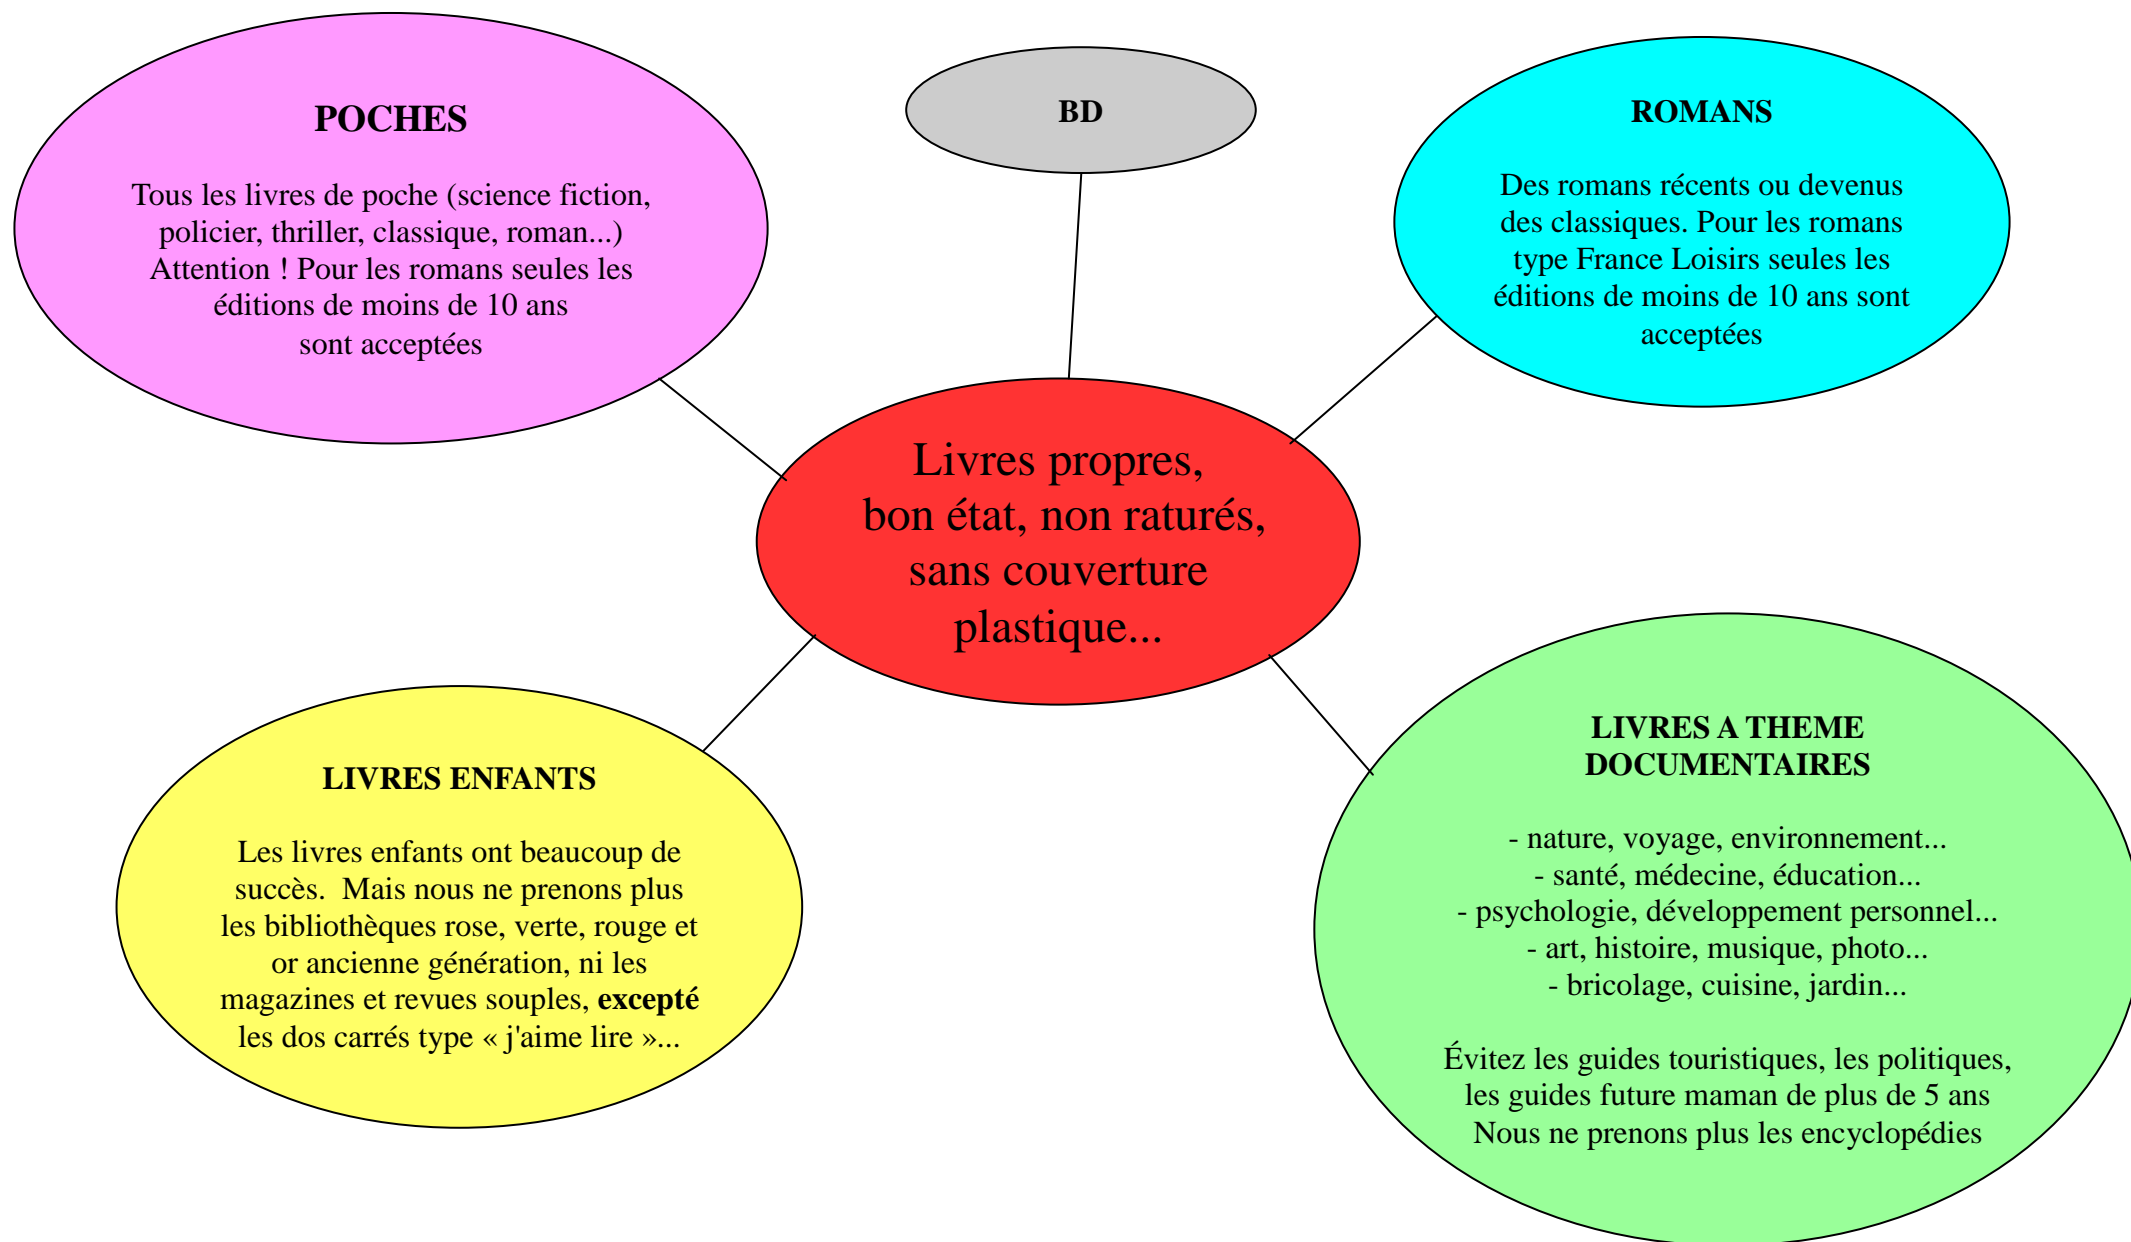 POCHES
Tous les livres de poche (science fiction,
policier, thriller, classique, roman...)
Attention ! Pour les romans seules les
éditions de moins de 10 ans
sont acceptées
BD
ROMANS
Des romans récents ou devenus
des classiques. Pour les romans
type France Loisirs seules les
éditions de moins de 10 ans sont
acceptées
Livres propres,
bon état, non raturés,
sans couverture
plastique...
LIVRES ENFANTS
Les livres enfants ont beaucoup de
succès.  Mais nous ne prenons plus
les bibliothèques rose, verte, rouge et
or ancienne génération, ni les
magazines et revues souples, excepté
les dos carrés type « j'aime lire »...
LIVRES A THEME
DOCUMENTAIRES
- nature, voyage, environnement...
- santé, médecine, éducation...
- psychologie, développement personnel...
- art, histoire, musique, photo...
- bricolage, cuisine, jardin...
Évitez les guides touristiques, les politiques,
les guides future maman de plus de 5 ans
Nous ne prenons plus les encyclopédies